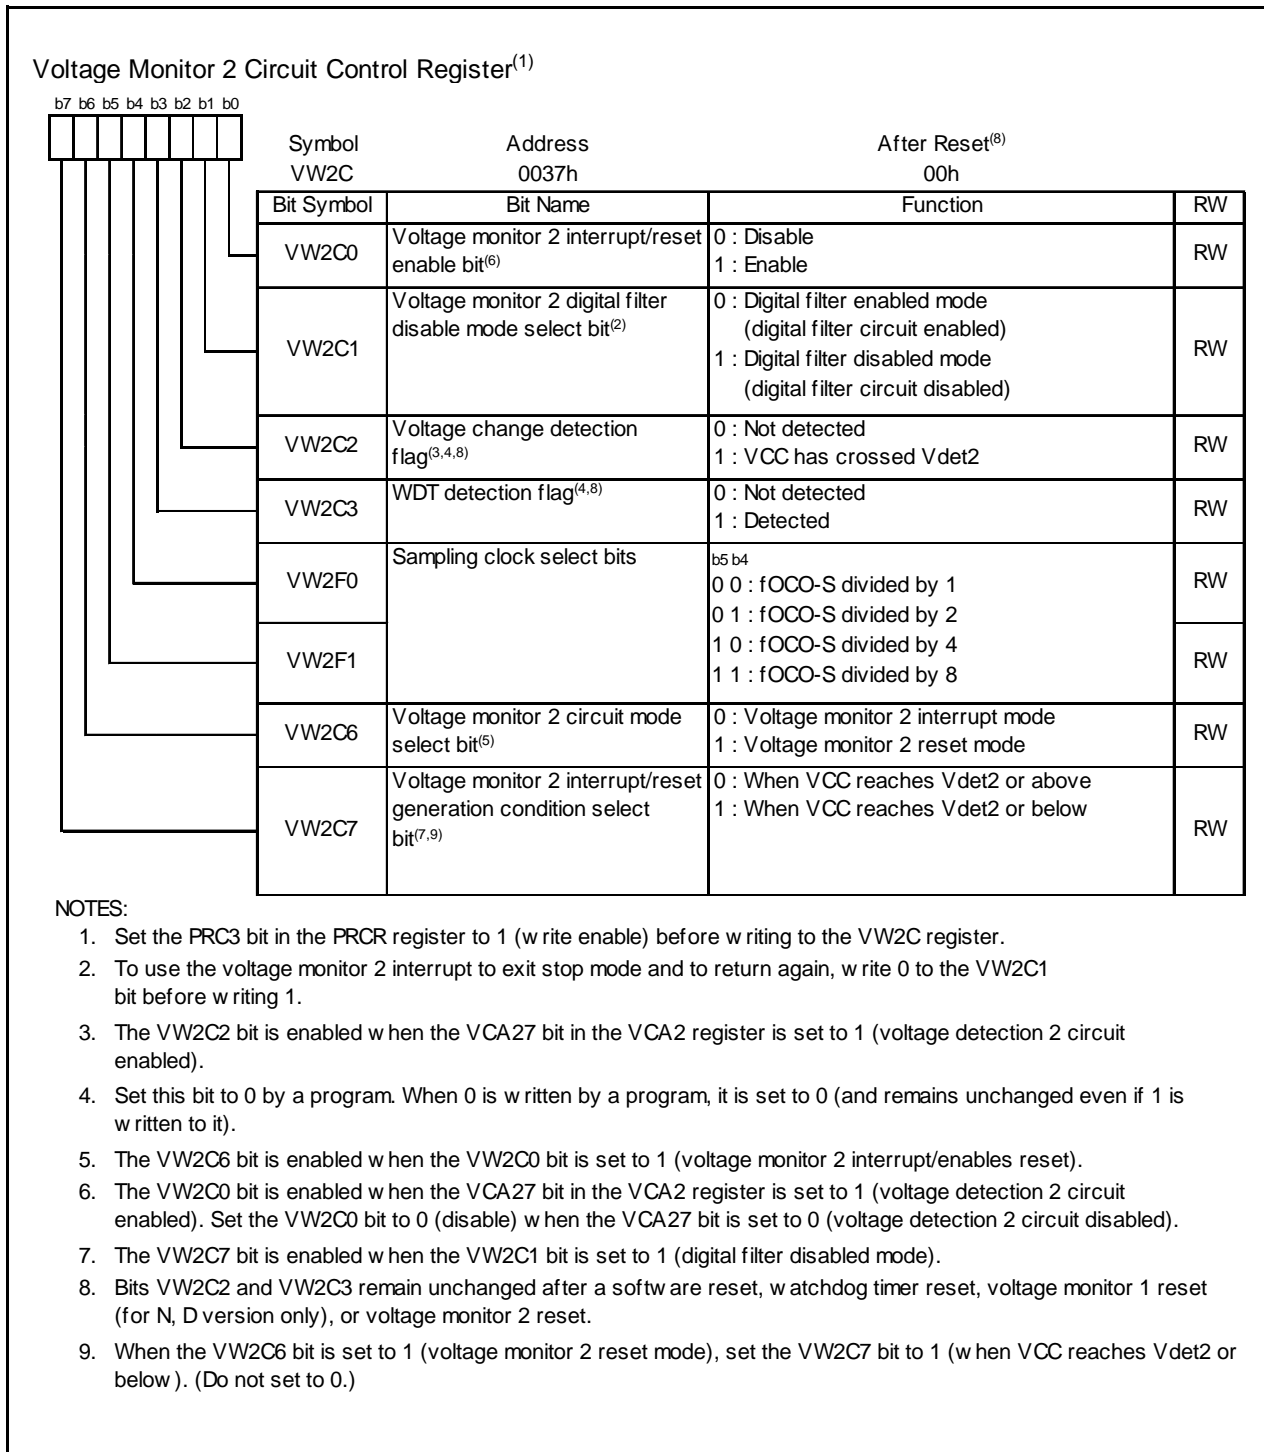 Voltage Monitor 2 Circuit Control Register(1)
b7 b6 b5 b4 b3 b2 b1 b0
Symbol Address After Reset(8)
VW2C 0037h 00h
Bit Symbol Bit Name Function RW
VW2C0 Voltage monitor 2 interrupt/reset enable bit(6) 0 : Disable RW
1 : Enable
VW2C1 Voltage monitor 2 digital filter disable mode select bit(2) 0 : Digital filter enabled mode RW
(digital filter circuit enabled)
1 : Digital filter disabled mode
(digital filter circuit disabled)
VW2C2 Voltage change detection flag(3,4,8) 0 : Not detected RW
1 : VCC has crossed Vdet2
VW2C3 WDT detection flag(4,8) 0 : Not detected RW
1 : Detected
VW2F0 Sampling clock select bits b5 b4 RW
0 0 : fOCO-S divided by 1
0 1 : fOCO-S divided by 2
VW2F1 1 0 : fOCO-S divided by 4 RW
1 1 : fOCO-S divided by 8
VW2C6 Voltage monitor 2 circuit mode select bit(5) 0 : Voltage monitor 2 interrupt mode RW
1 : Voltage monitor 2 reset mode
VW2C7 Voltage monitor 2 interrupt/reset generation condition select bit(7,9) 0 : When VCC reaches Vdet2 or above RW
1 : When VCC reaches Vdet2 or below
NOTES:
1. Set the PRC3 bit in the PRCR register to 1 (write enable) before writing to the VW2C register.
2. To use the voltage monitor 2 interrupt to exit stop mode and to return again, write 0 to the VW2C1
bit before writing 1.
3. The VW2C2 bit is enabled when the VCA27 bit in the VCA2 register is set to 1 (voltage detection 2 circuit
enabled).
4. Set this bit to 0 by a program. When 0 is written by a program, it is set to 0 (and remains unchanged even if 1 is
written to it).
5. The VW2C6 bit is enabled when the VW2C0 bit is set to 1 (voltage monitor 2 interrupt/enables reset).
6. The VW2C0 bit is enabled when the VCA27 bit in the VCA2 register is set to 1 (voltage detection 2 circuit
enabled). Set the VW2C0 bit to 0 (disable) when the VCA27 bit is set to 0 (voltage detection 2 circuit disabled).
7. The VW2C7 bit is enabled when the VW2C1 bit is set to 1 (digital filter disabled mode).
8. Bits VW2C2 and VW2C3 remain unchanged after a software reset, watchdog timer reset, voltage monitor 1 reset
(for N, D version only), or voltage monitor 2 reset.
9. When the VW2C6 bit is set to 1 (voltage monitor 2 reset mode), set the VW2C7 bit to 1 (when VCC reaches Vdet2 or
below). (Do not set to 0.)